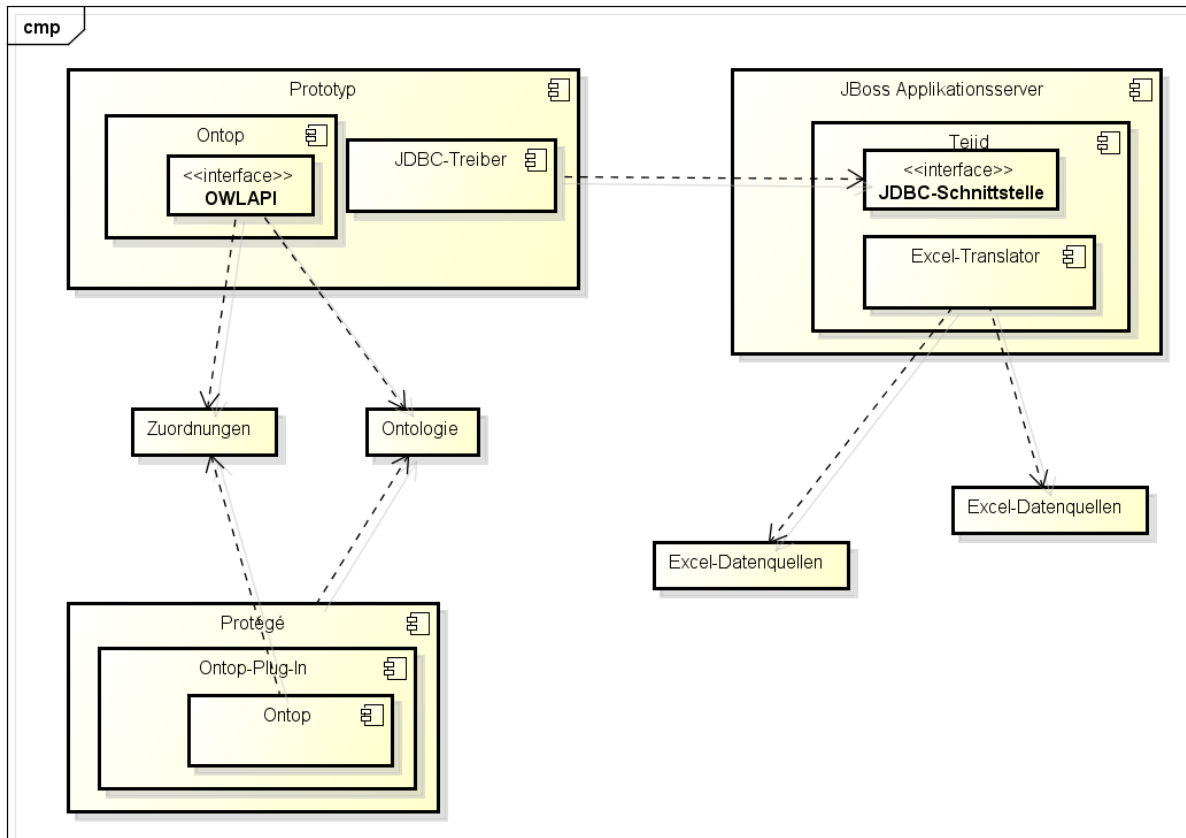 cmp
Prototyp
Ontop
<<interface>>
OWLAPI
JDBC-Treiber
JBoss Applikationsserver
Teiid
<<interface>>
JDBC-Schnittstelle
Excel-Translator
Zuordnungen
Ontologie
Excel-Datenquellen
Excel-Datenquellen
Protégé
Ontop-Plug-In
Ontop